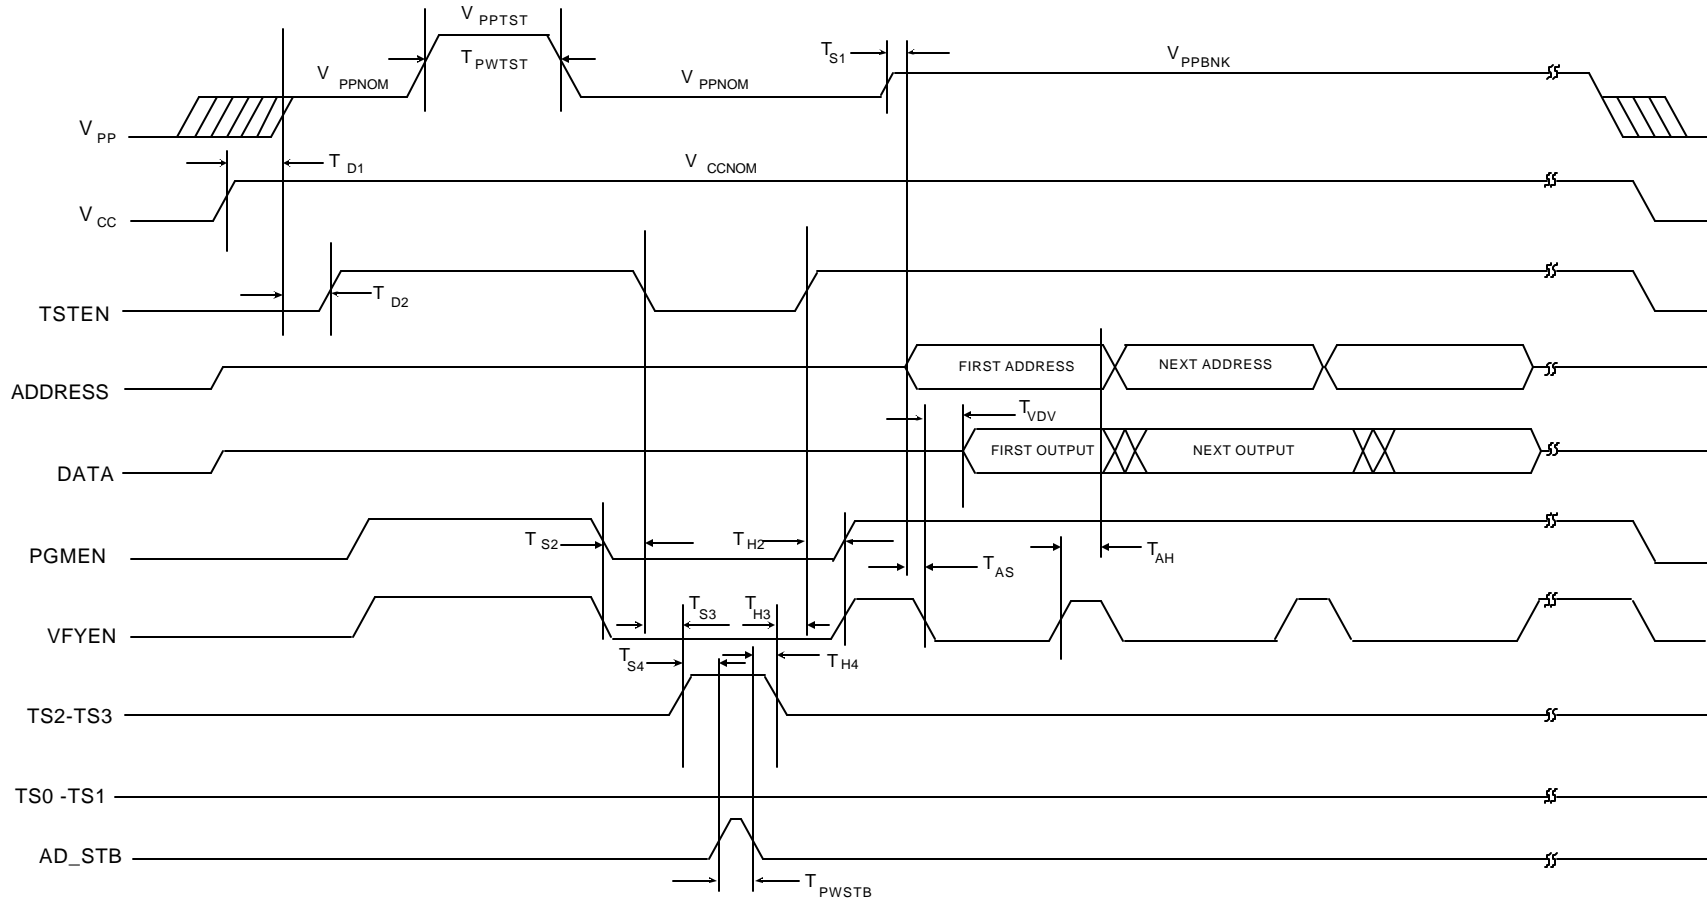 V PPTST
T PWTST
T S1
V PPBNK
V PPNOM
V PPNOM
V PP
T D1
V CCNOM
V CC
T D2
TSTEN
FIRST ADDRESS
NEXT ADDRESS
ADDRESS
T VDV
FIRST OUTPUT
NEXT OUTPUT
DATA
T S2
T H2
T AH
PGMEN
T AS
T S3
T H3
VFYEN
T S4
T H4
TS2-TS3
TS0 -TS1
AD_STB
T PWSTB